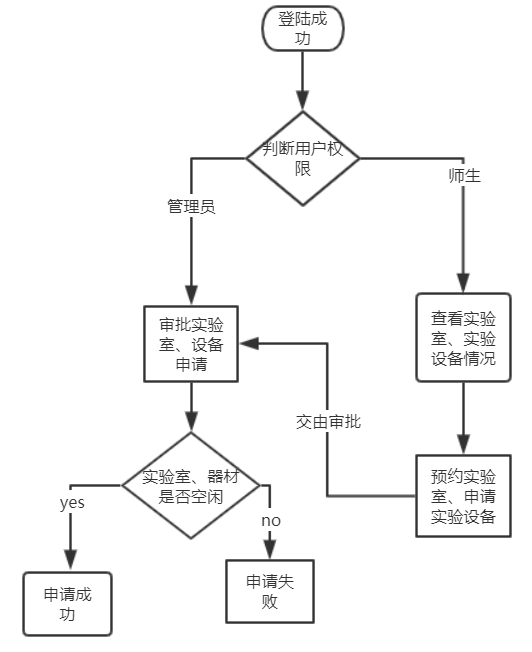 登陆成
功
判断用户权
限
管理员
师生
审批实验
室、设备
申请
查看实验
室、实验
设备情况
交由审批
实验室、器材
是否空闲
预约实验
室、申请
实验设备
yes
no
申请成
功
申请失
败